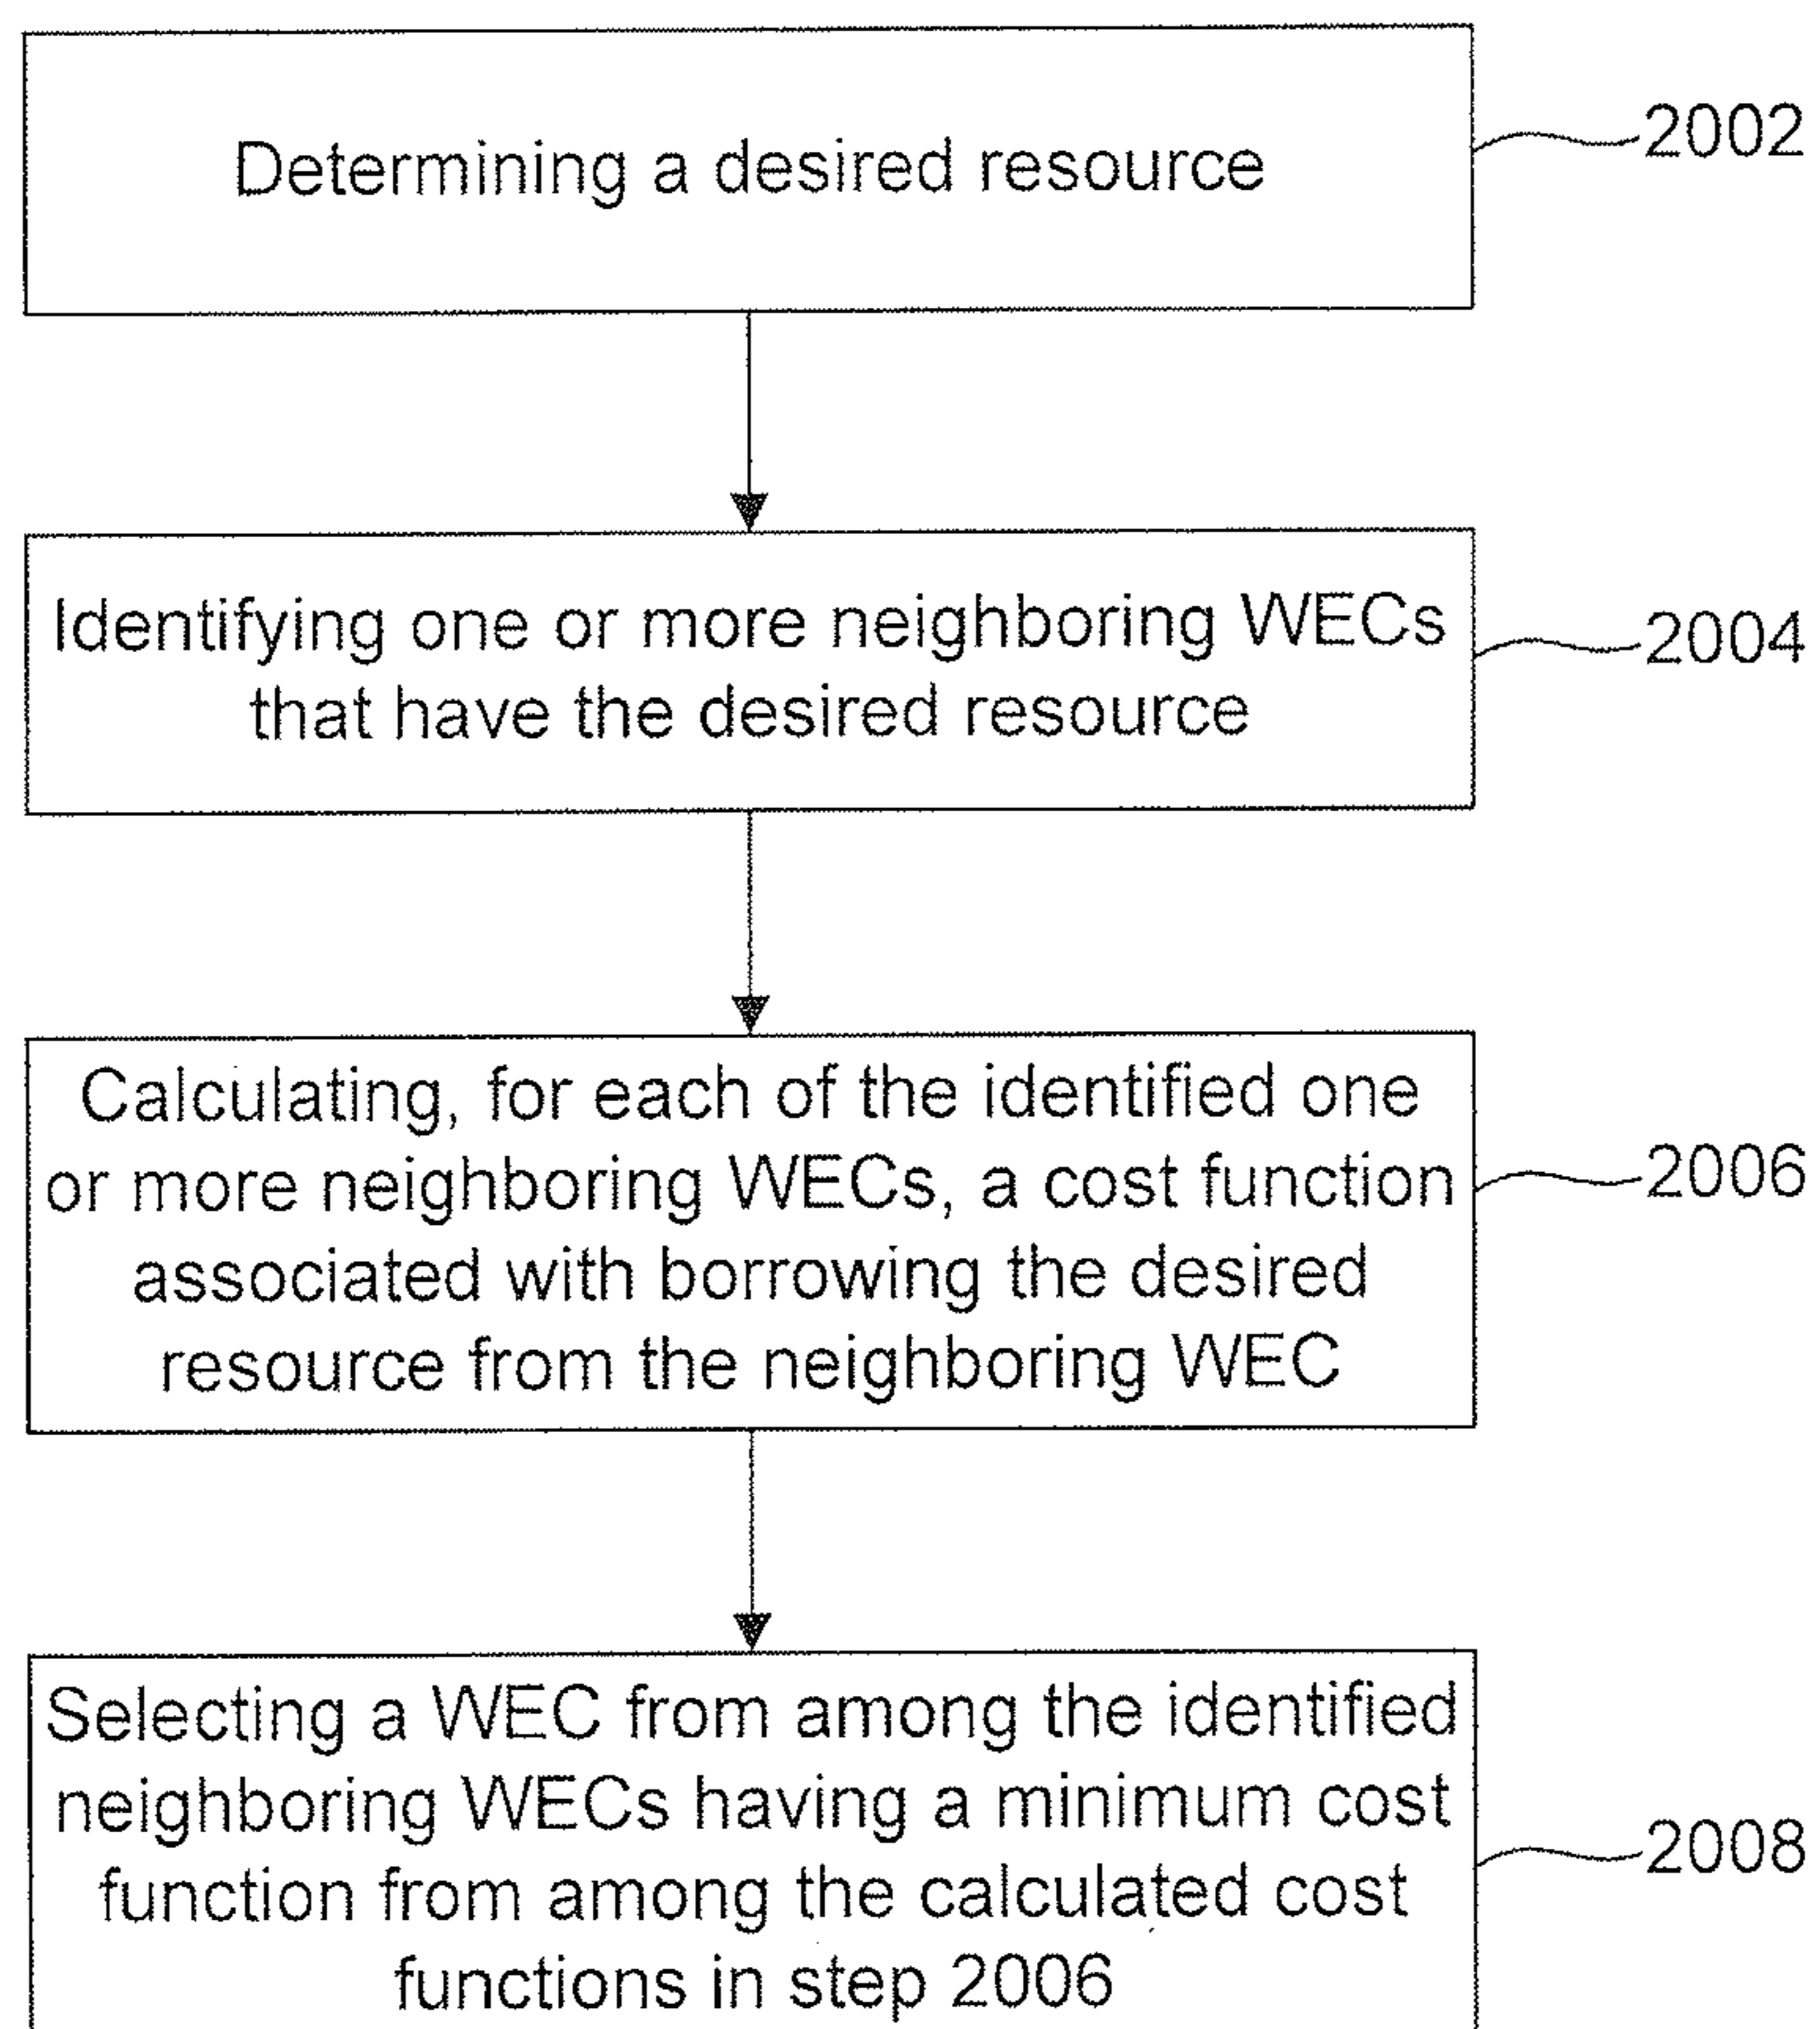 Determining a desired resource
2002
Identifying one or more neighboring WECs
that have the desired resource
2004
Calculating, for each of the identified one
or more neighboring WECs, a cost function
associated with borrowing the desired
resource from the neighboring WEC
2006
Selecting a WEC from among the identified
neighboring WECs having a minimum cost
function from among the calculated cost
functions in step 2006
2008